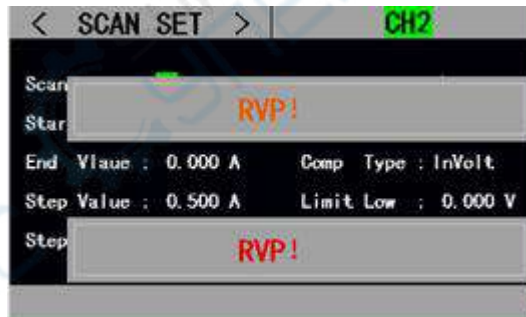 < SCAN SET > CH2
Scan
RVP!
Star
End Vlaue : 0.000 A Comp Type : InVolt
Step Value : 0.500 A Limit Low : 0.000 V
Step
RVP!